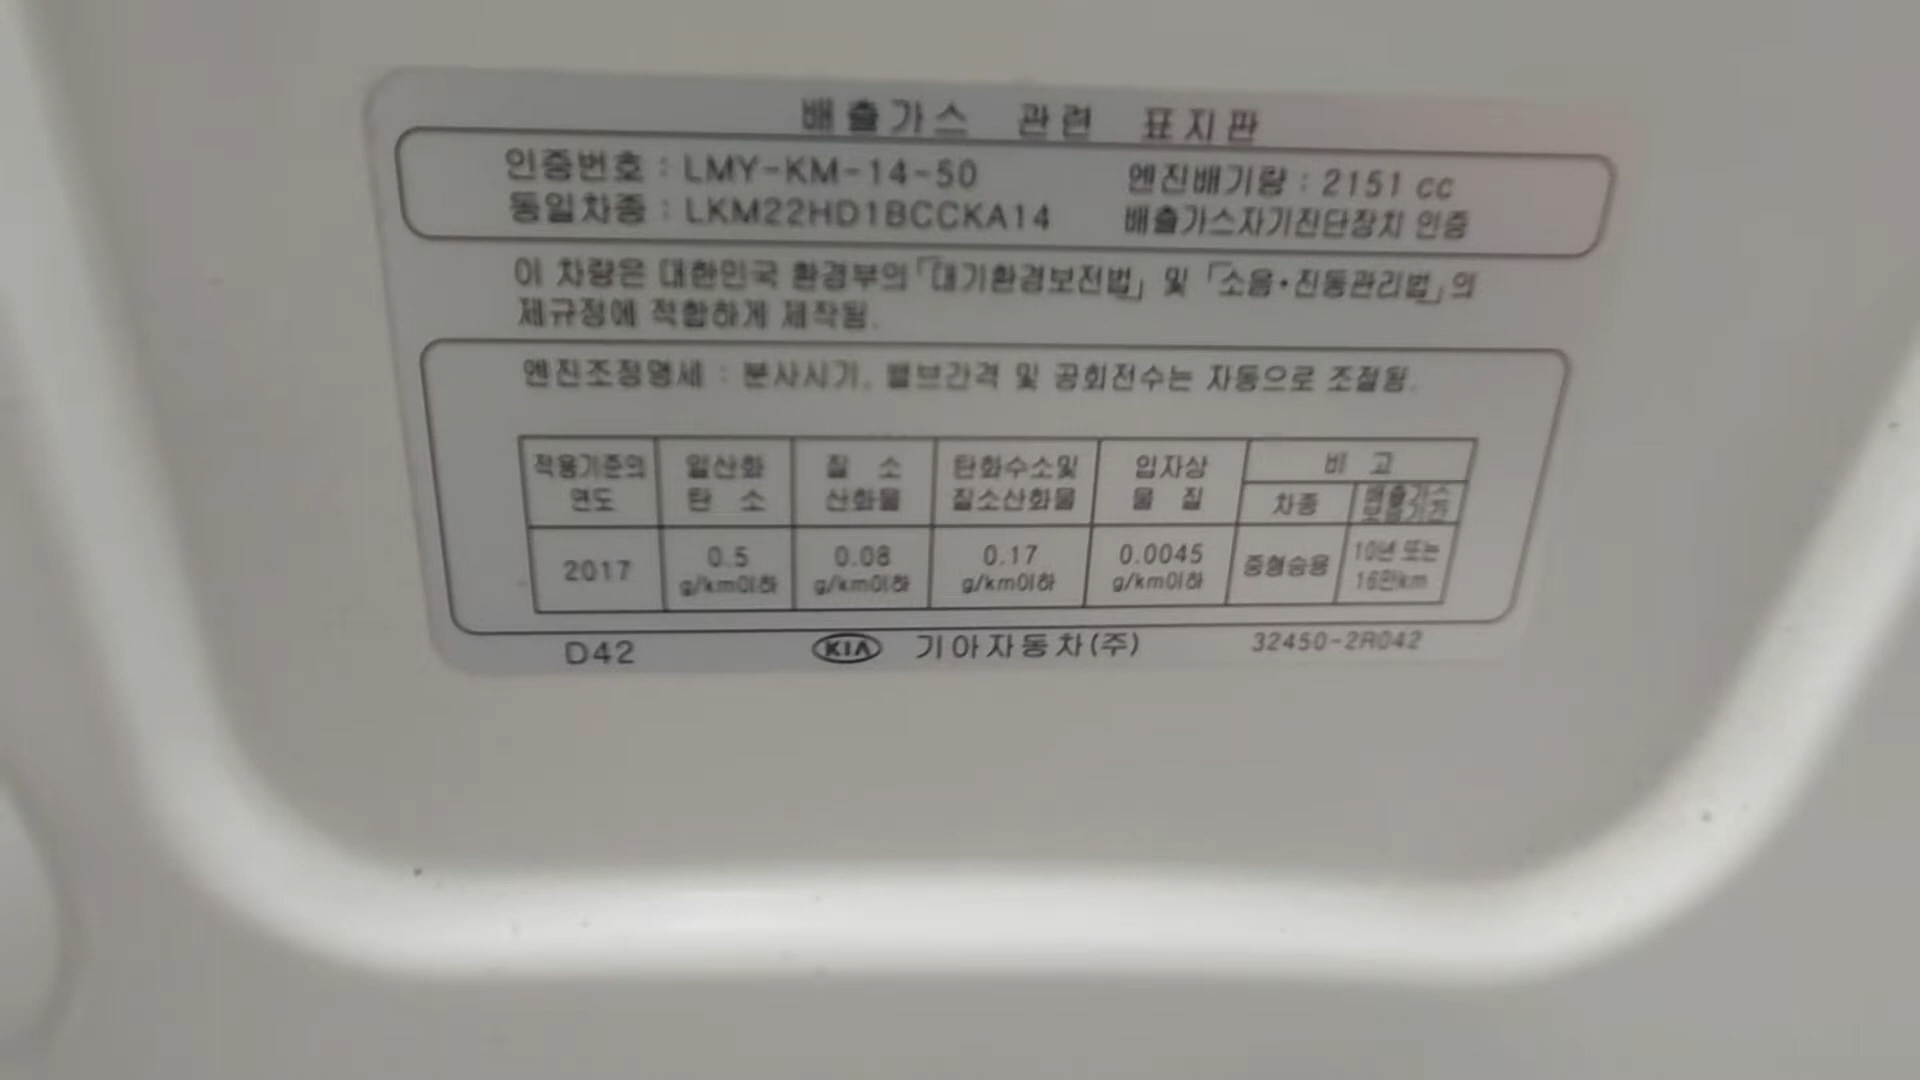 배출가스 관련 표지판
인증번호 : LMY-KM-14-50 엔진배기량 : 2151 cc
동일차종 : LKM22HD1BCCKA14 배출가스자기진단장치 인증
이 차량은 대한민국 환경부의 「대기환경보전법」 및 「소음·진동관리법」의
제규정에 적합하게 제작됨.
엔진조정명세 : 분사시기, 밸브간격 및 공회전수는 자동으로 조절됨.
적용기준의 일산화 질 소 탄화수소및 입자상 비 고
연도 탄 소 산화물 질소산화물 물 질 차종 배출가스 보증기간
2017 0.5 0.08 0.17 0.0045 중형승용 10년 또는
g/km이하 g/km이하 g/km이하 g/km이하 16만km
D42 KIA 기아자동차(주) 32450-2R042